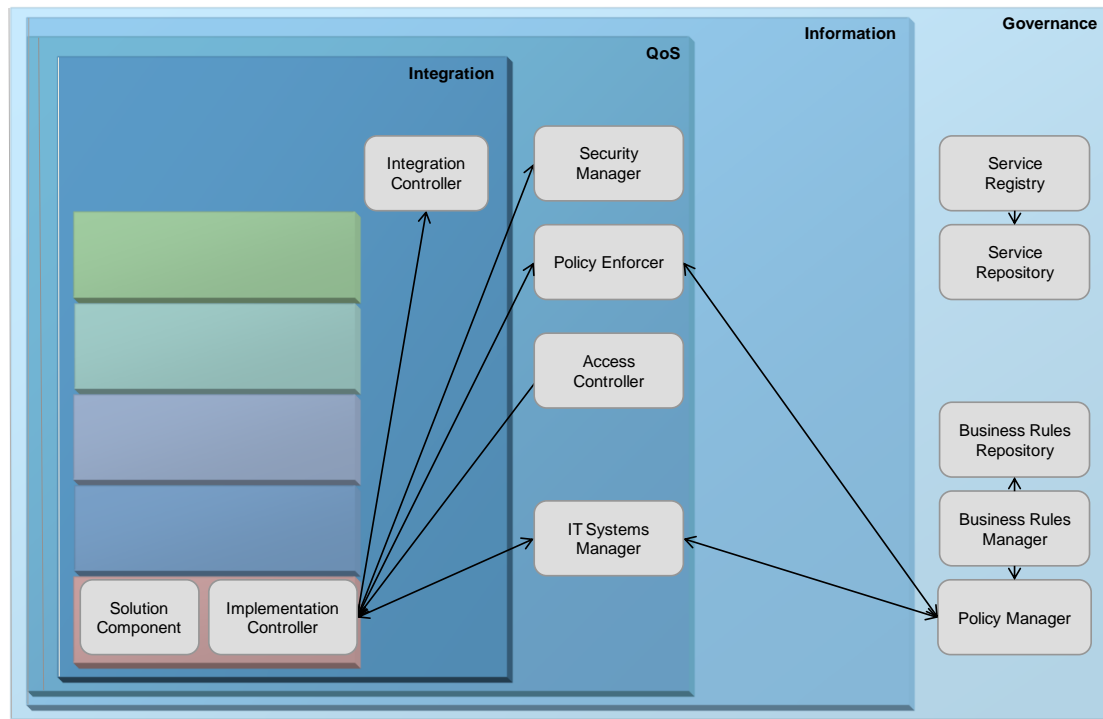 Governance
Information
QoS
Integration
Integration
Controller
Security
Manager
Service
Registry
Policy Enforcer
Service
Repository
Access
Controller
Business Rules
Repository
IT Systems
Manager
Business Rules
Manager
Solution
Component
Implementation
Controller
Policy Manager